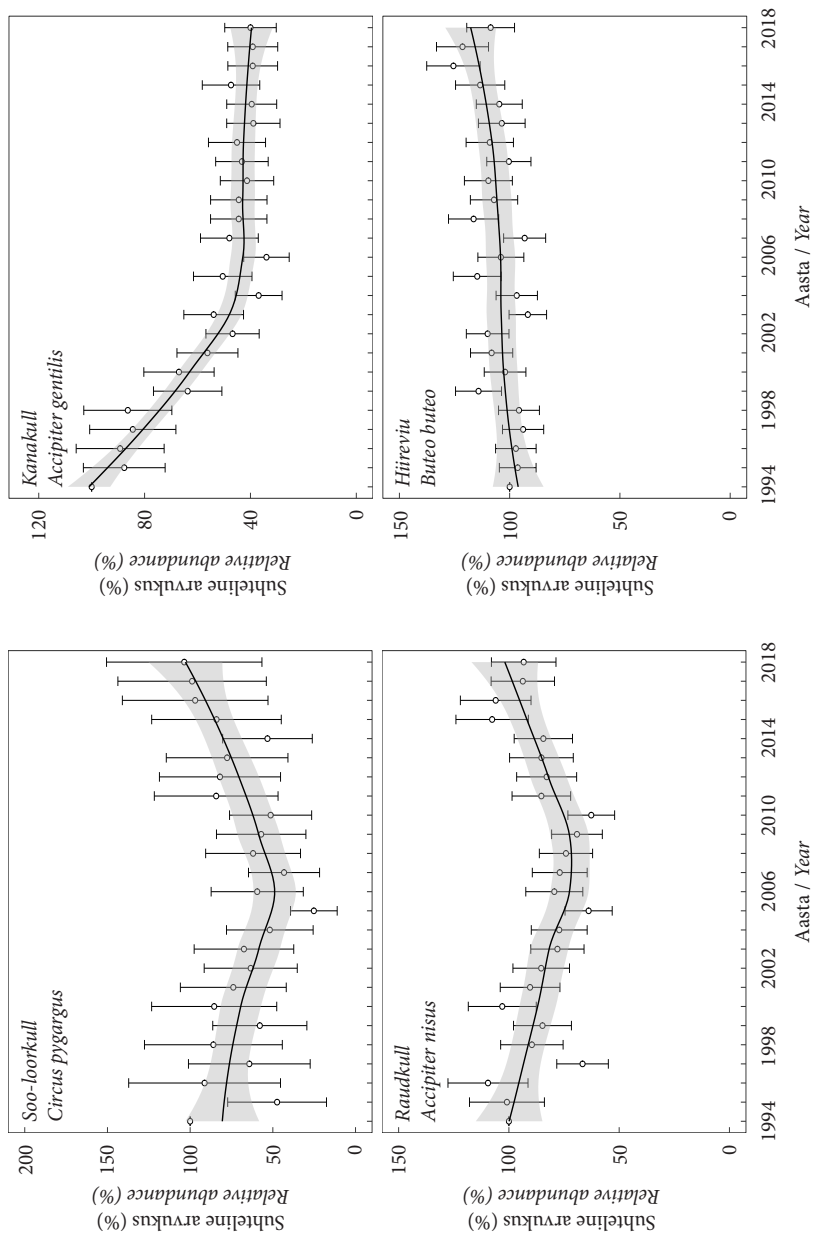 Soo-loorkull
Circus pygargus
200
150
100
50
0
Suhteline arvukus (%)
Relative abundance (%)
Kanakull
Accipiter gentilis
120
80
40
0
Suhteline arvukus (%)
Relative abundance (%)
Raudkull
Accipiter nisus
150
100
50
0
Suhteline arvukus (%)
Relative abundance (%)
1994 1998 2002 2006 2010 2014 2018
Aasta / Year
Hiireviu
Buteo buteo
150
100
50
0
Suhteline arvukus (%)
Relative abundance (%)
1994 1998 2002 2006 2010 2014 2018
Aasta / Year